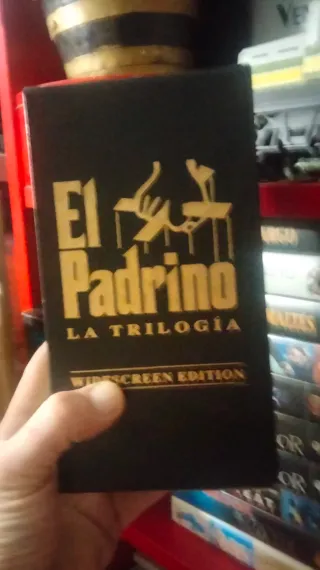 El
Padrino
LA TRILOGÍA
WIDESCREEN EDITION